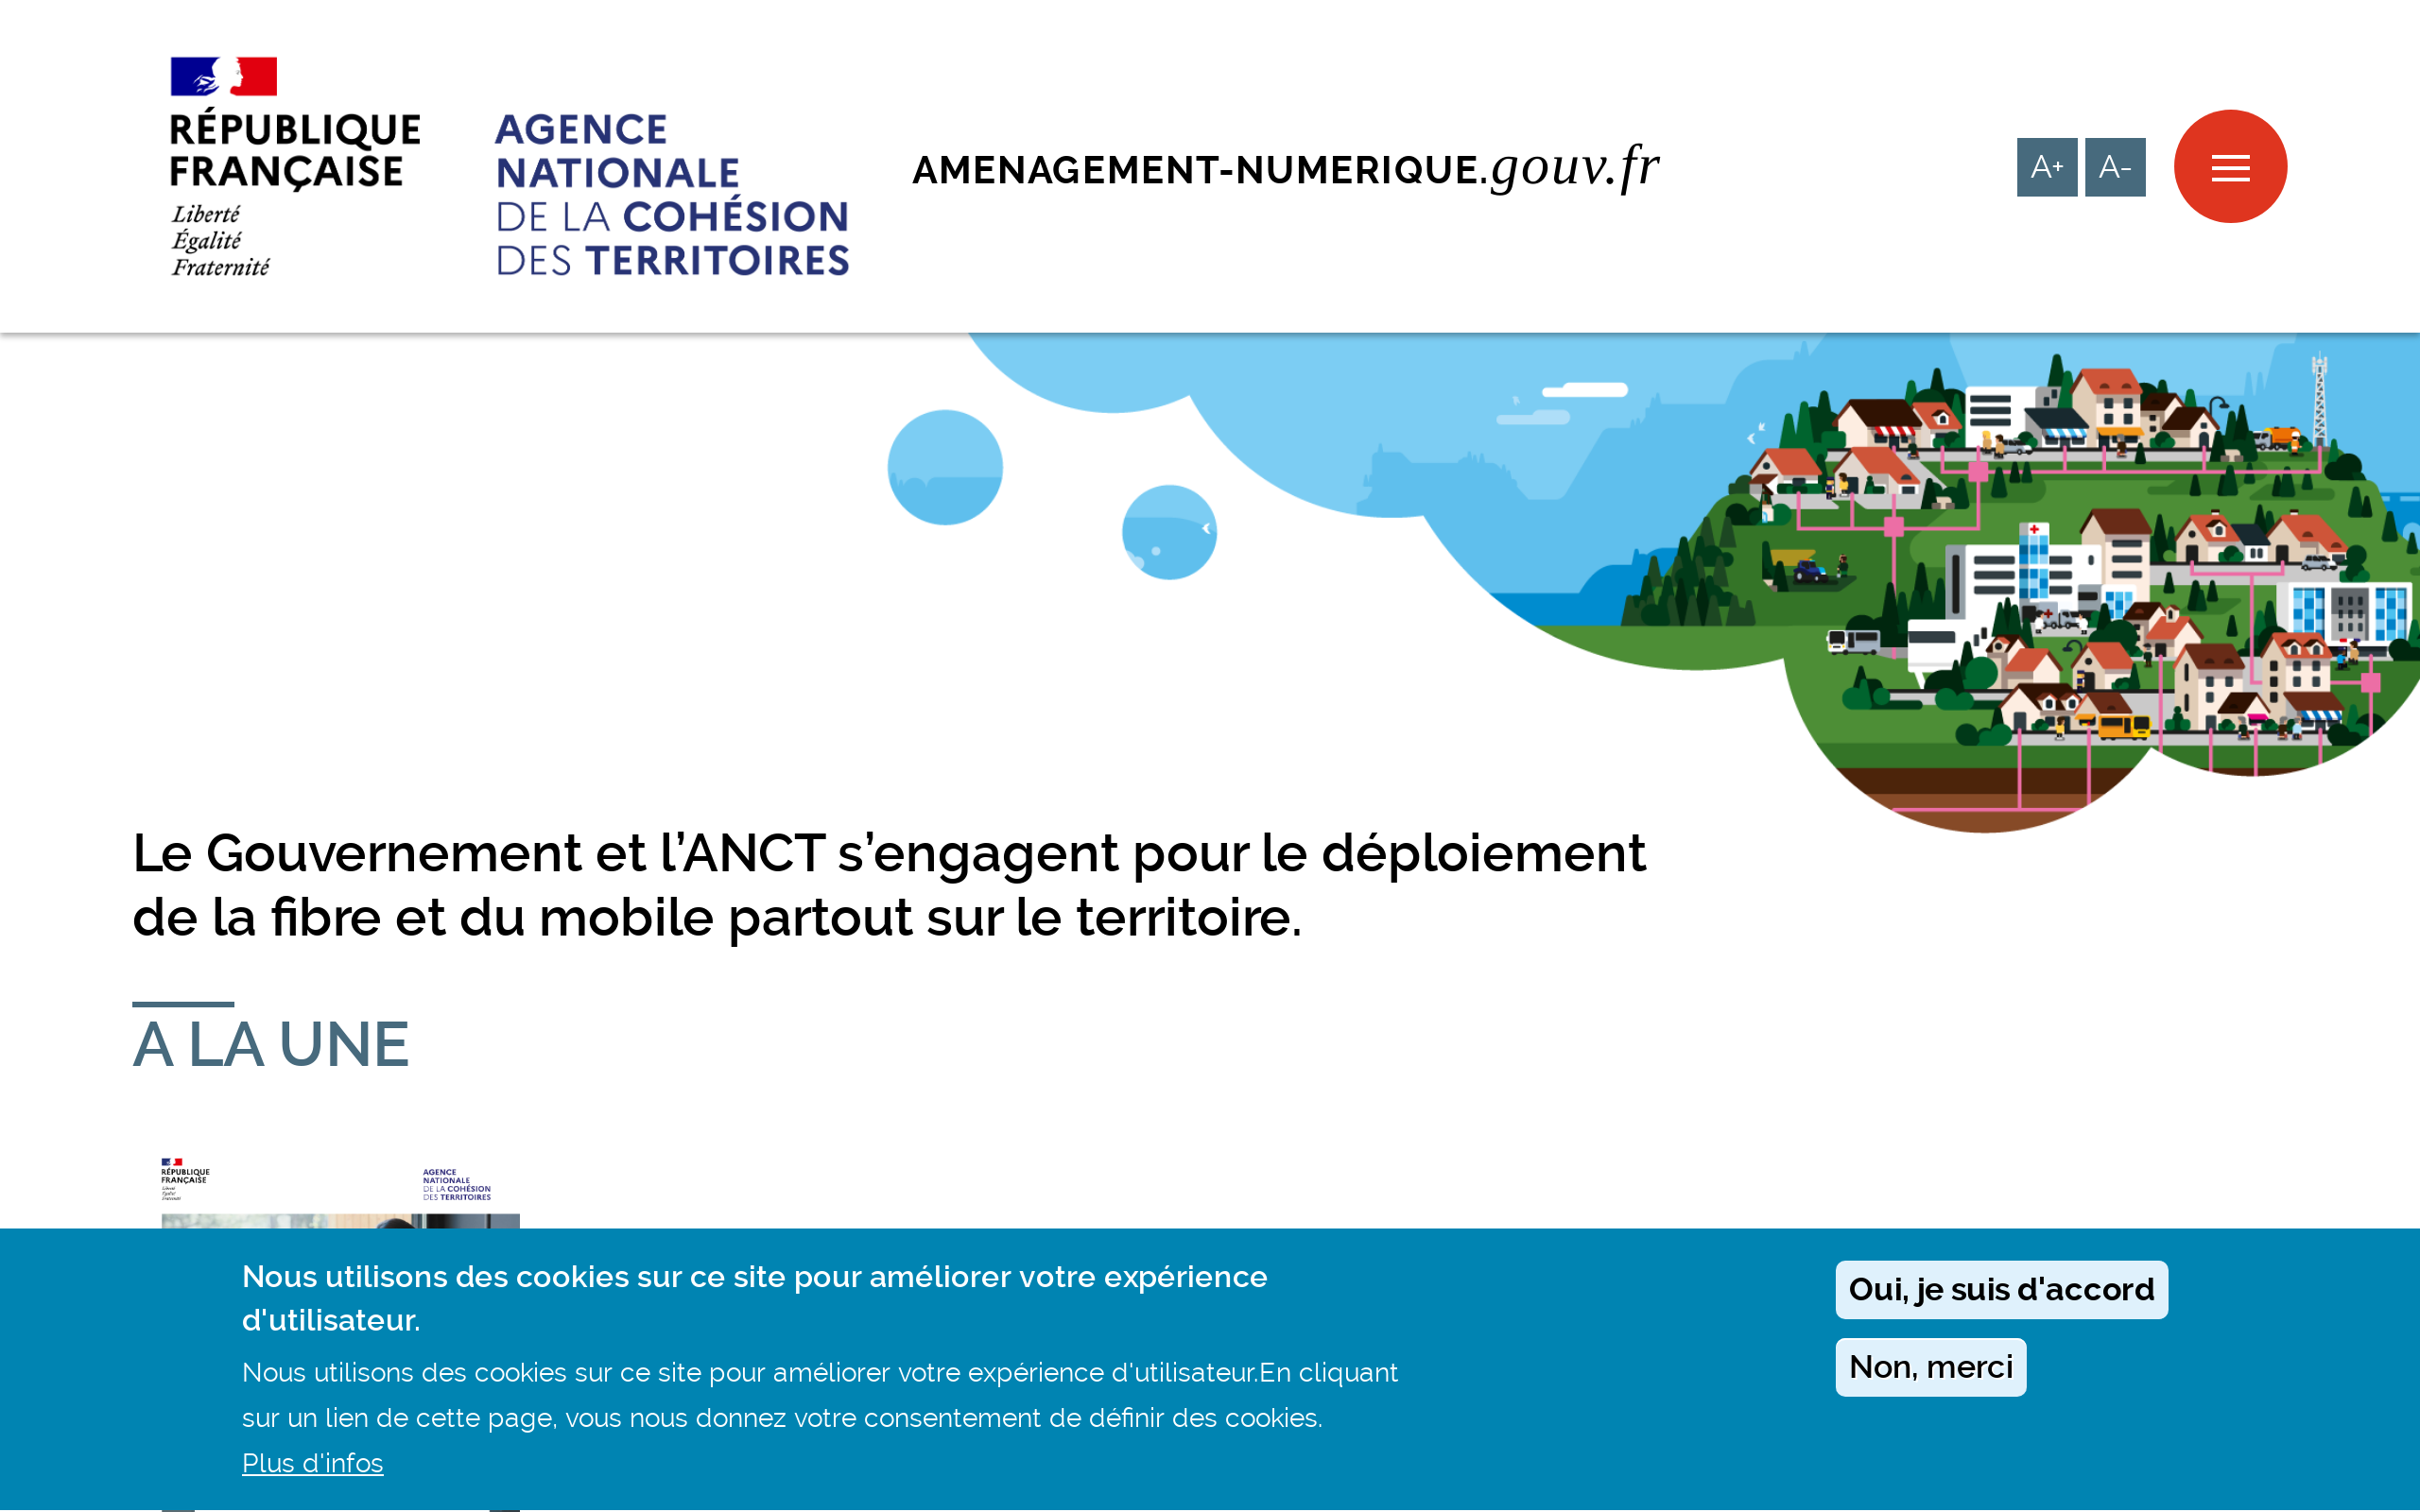 RÉPUBLIQUE
FRANÇAISE
Liberté
Égalité
Fraternité
AGENCE
NATIONALE
DE LA COHÉSION
DES TERRITOIRES
AMENAGEMENT-NUMERIQUE.gouv.fr
A+ A-
Le Gouvernement et l’ANCT s’engagent pour le déploiement
de la fibre et du mobile partout sur le territoire.
A LA UNE
RÉPUBLIQUE
FRANÇAISE
Liberté
Égalité
Fraternité
AGENCE
NATIONALE
DE LA COHÉSION
DES TERRITOIRES
Nous utilisons des cookies sur ce site pour améliorer votre expérience
d'utilisateur.
Nous utilisons des cookies sur ce site pour améliorer votre expérience d'utilisateur.En cliquant
sur un lien de cette page, vous nous donnez votre consentement de définir des cookies.
Plus d'infos
Oui, je suis d'accord
Non, merci